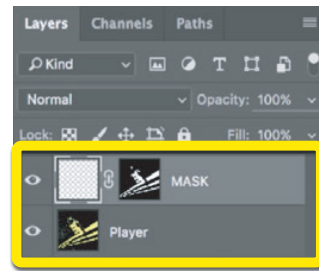 Layers Channels Paths
Kind
Normal Opacity: 100%
Lock: Fill: 100%
MASK
Player